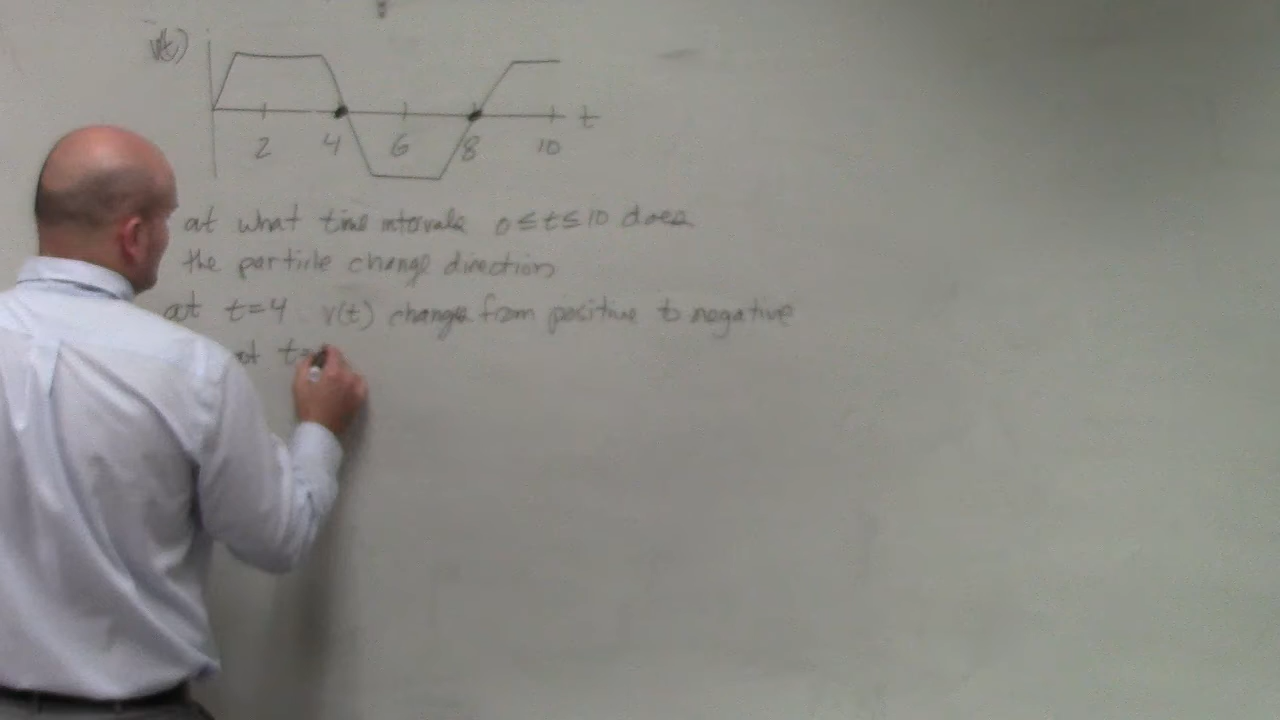 v(t)
t
2 4 6 8 10
at what time intervals 0 ≤ t ≤ 10 does
the particle change direction
at t=4 v(t) changes from positive to negative
at t=